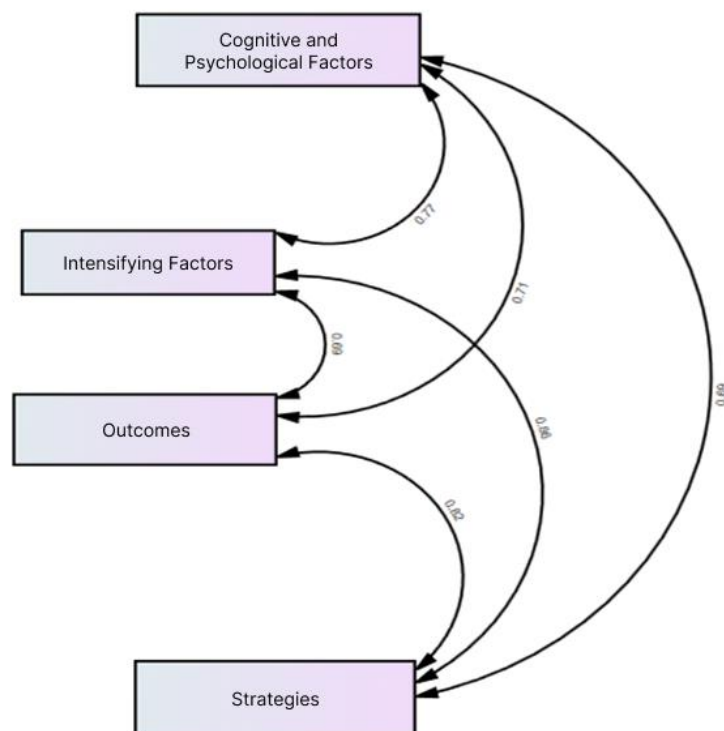 Cognitive and
Psychological Factors
0.77
Intensifying Factors
0.71
0.69
0.69
Outcomes
0.86
0.82
Strategies